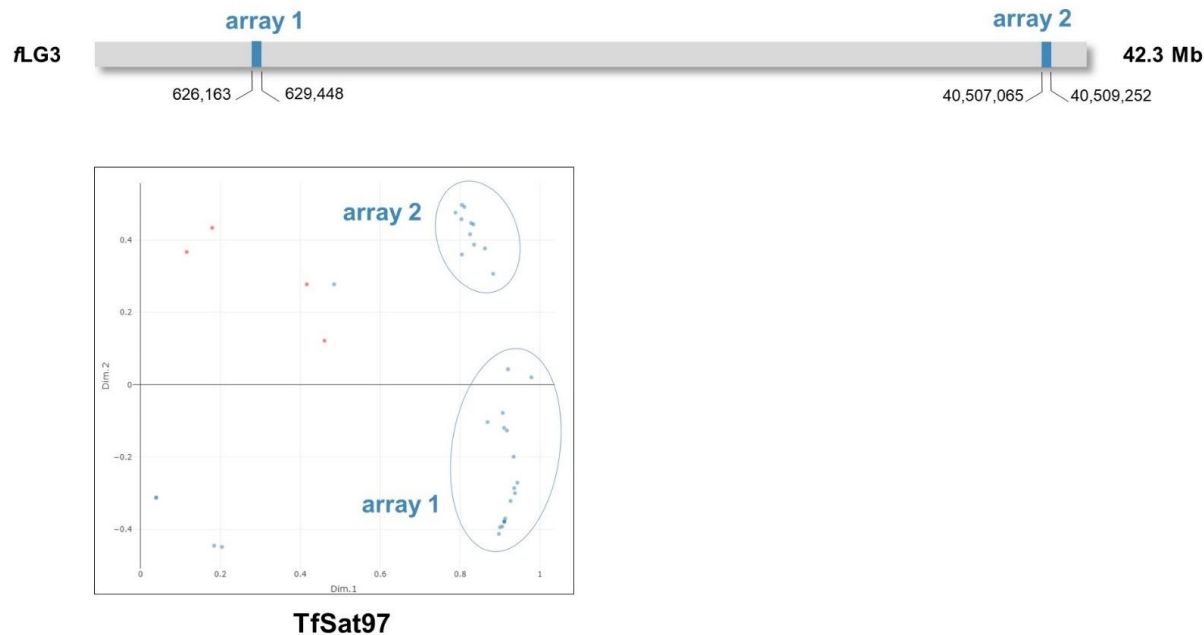 array 1
array 2
fLG3
42.3 Mb
626,163
629,448
40,507,065
40,509,252
array 2
array 1
0.4
0.2
0
−0.2
−0.4
Dim. 2
0
0.2
0.4
0.6
0.8
1
Dim. 1
TfSat97